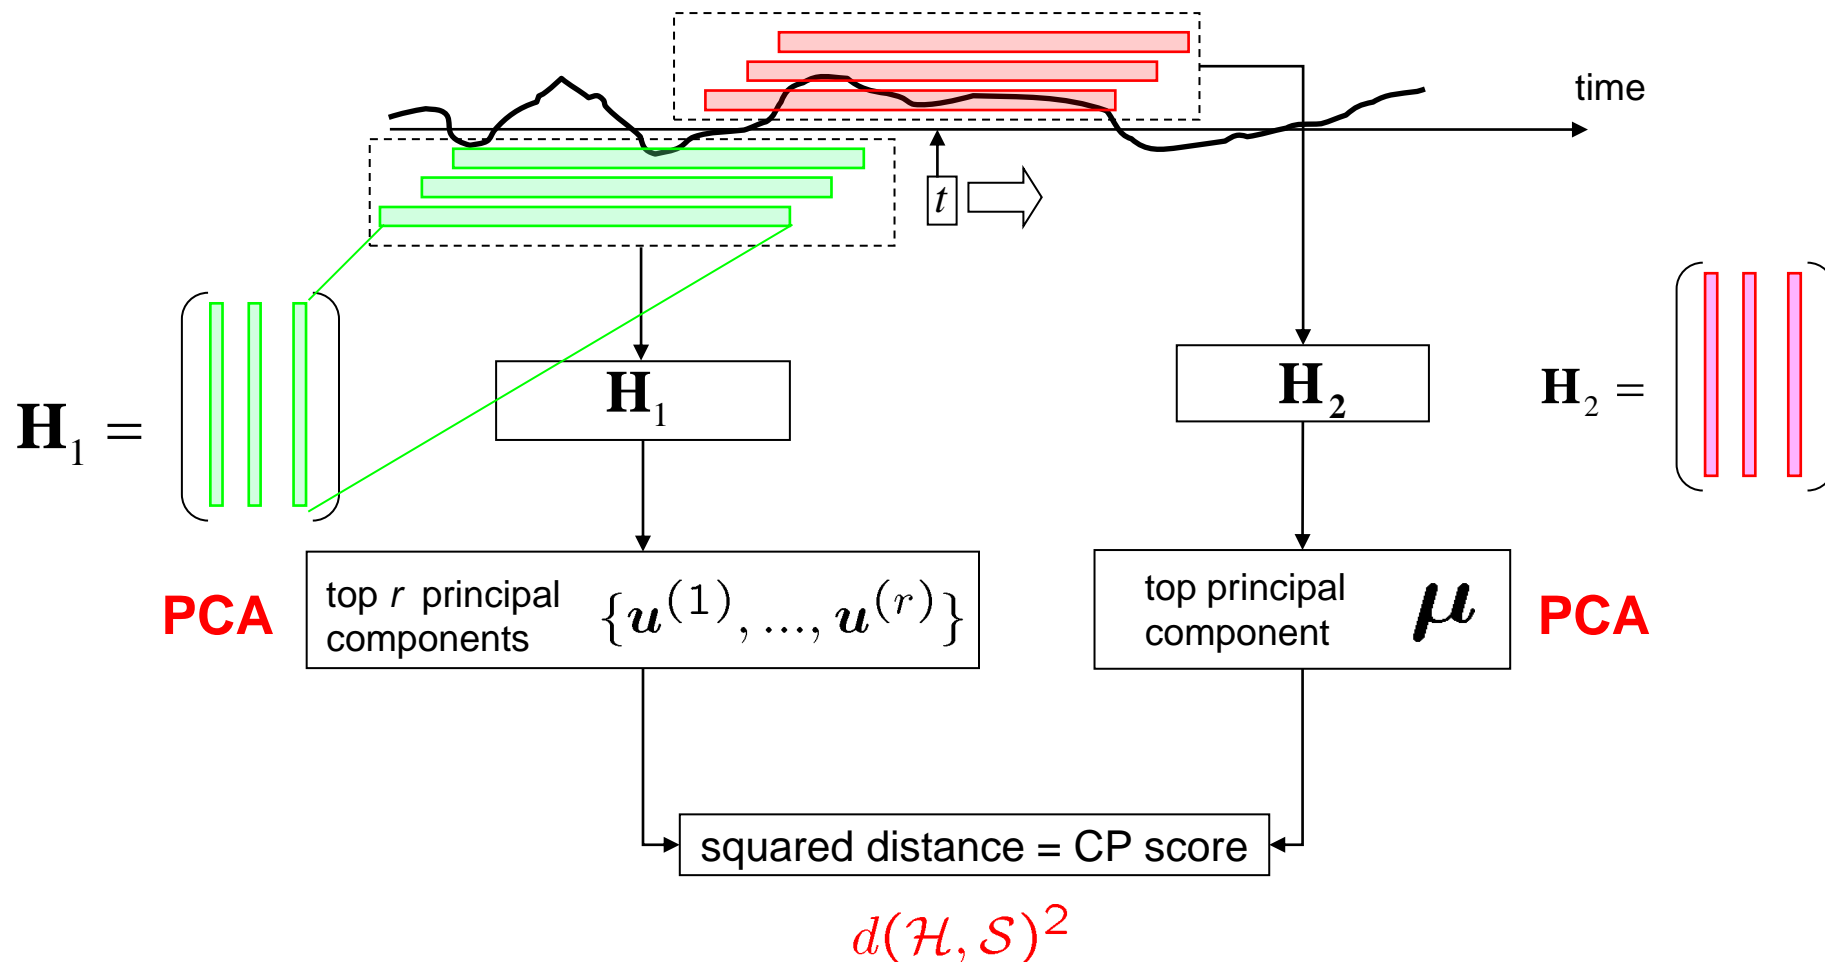 time
t
H₁
H₂
H₁ =
H₂ =
PCA
top r principal
components
{u⁽¹⁾, ..., u⁽ʳ⁾}
top principal
component
μ
PCA
squared distance = CP score
d(ℋ, 𝒮)²